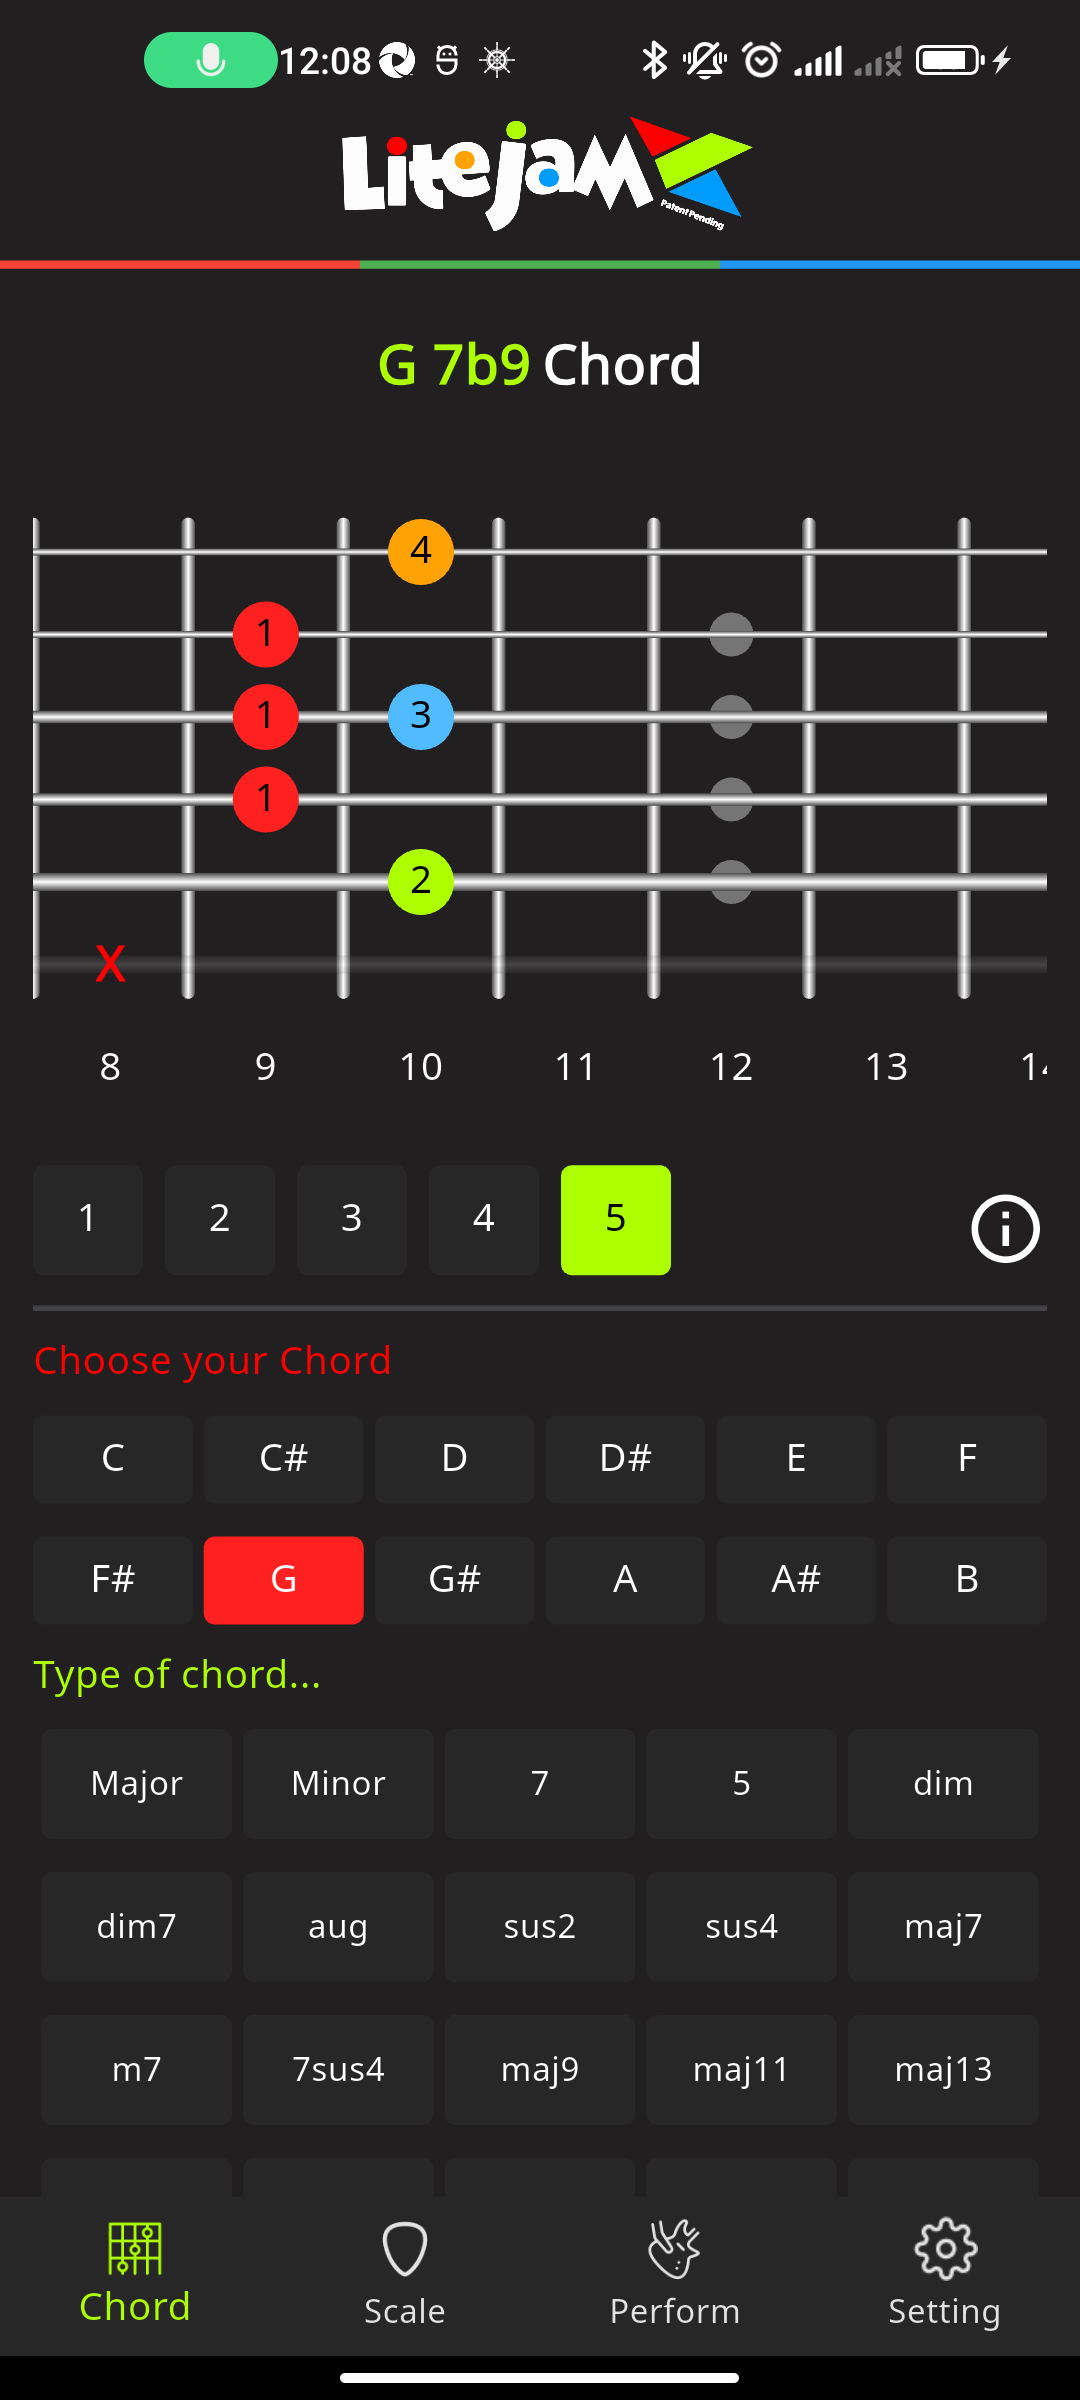 12:08
Litejam
Patent Pending
G 7b9 Chord
4
1
1 3
1
2
X
8 9 10 11 12 13 14
1 2 3 4 5
Choose your Chord
C C# D D# E F
F# G G# A A# B
Type of chord...
Major Minor 7 5 dim
dim7 aug sus2 sus4 maj7
m7 7sus4 maj9 maj11 maj13
Chord Scale Perform Setting